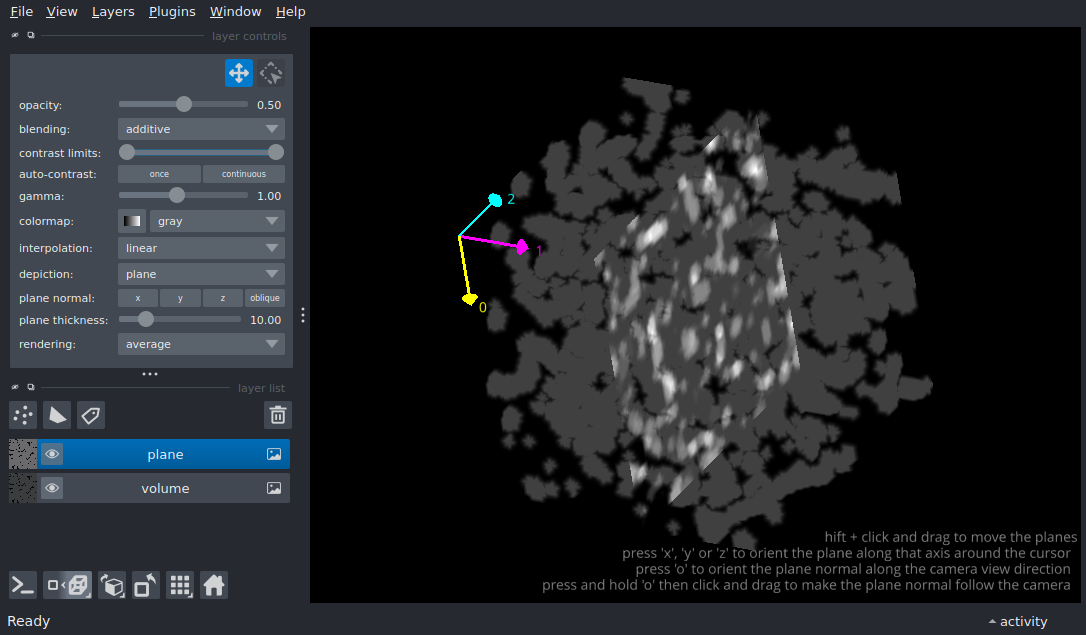 File View Layers Plugins Window Help
layer controls
opacity: 0.50
blending: additive
contrast limits:
auto-contrast: once continuous
gamma: 1.00
colormap: gray
interpolation: linear
depiction: plane
plane normal: x y z oblique
plane thickness: 10.00
rendering: average
layer list
plane
volume
2
1
0
hift + click and drag to move the planes
press 'x', 'y' or 'z' to orient the plane along that axis around the cursor
press 'o' to orient the plane normal along the camera view direction
press and hold 'o' then click and drag to make the plane normal follow the camera
Ready activity